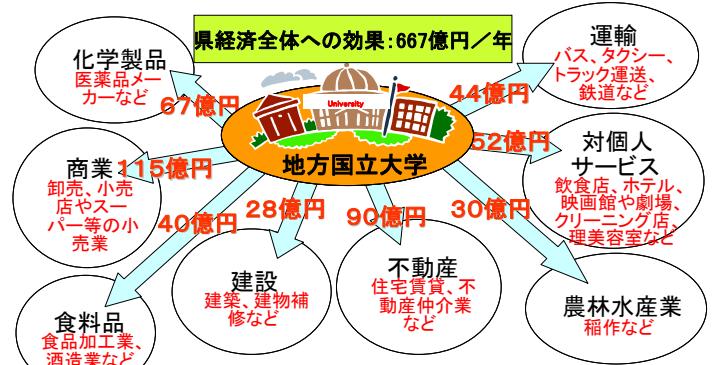 県経済全体への効果：667億円／年
化学製品
医薬品メー
カーなど
67億円
運輸
バス、タクシー、
トラック運送、
鉄道など
44億円
University
地方国立大学
商業
卸売、小売
店やスー
パー等の小
売業
115億円
対個人
サービス
飲食店、ホテル、
映画館や劇場、
クリーニング店、
理美容室など
52億円
食料品
食品加工業、
酒造業など
40億円
建設
建築、建物補
修など
28億円
不動産
住宅賃貸、不
動産仲介業
など
90億円
農林水産業
稲作など
30億円